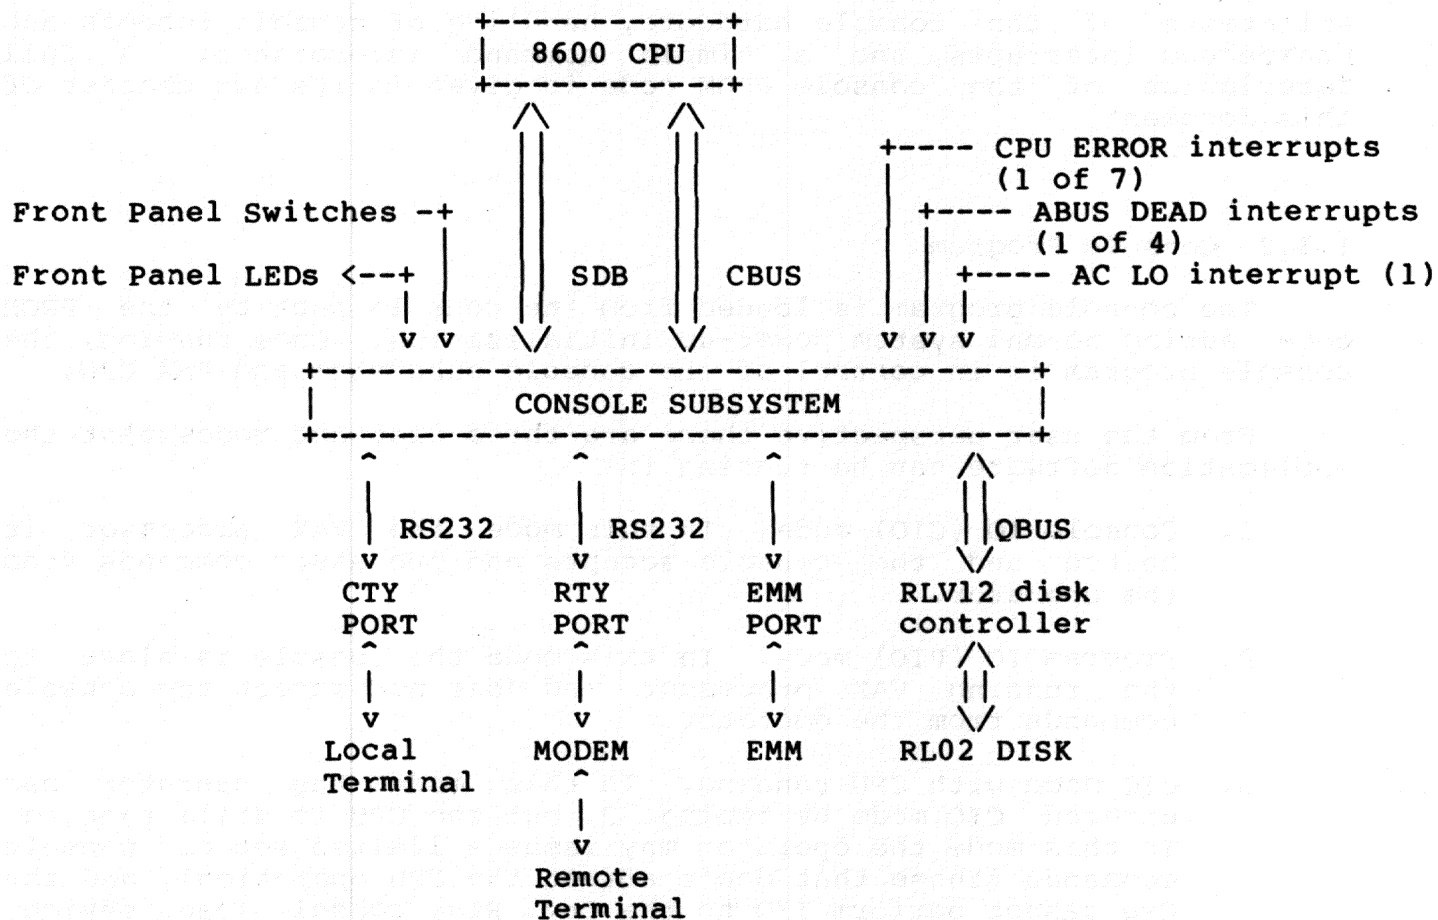 8600 CPU
CPU ERROR interrupts
(1 of 7)
Front Panel Switches
ABUS DEAD interrupts
(1 of 4)
Front Panel LEDs
SDB
CBUS
AC LO interrupt (1)
CONSOLE SUBSYSTEM
RS232
RS232
QBUS
CTY
PORT
RTY
PORT
EMM
PORT
RLV12 disk
controller
Local
Terminal
MODEM
EMM
RL02 DISK
Remote
Terminal